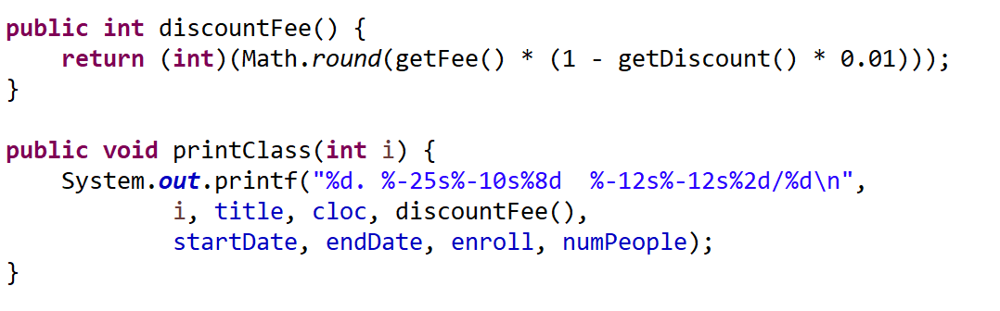 public int discountFee() {
    return (int)(Math.round(getFee() * (1 - getDiscount() * 0.01)));
}

public void printClass(int i) {
    System.out.printf("%d. %-25s%-10s%8d  %-12s%-12s%2d/%d\n",
            i, title, cloc, discountFee(),
            startDate, endDate, enroll, numPeople);
}